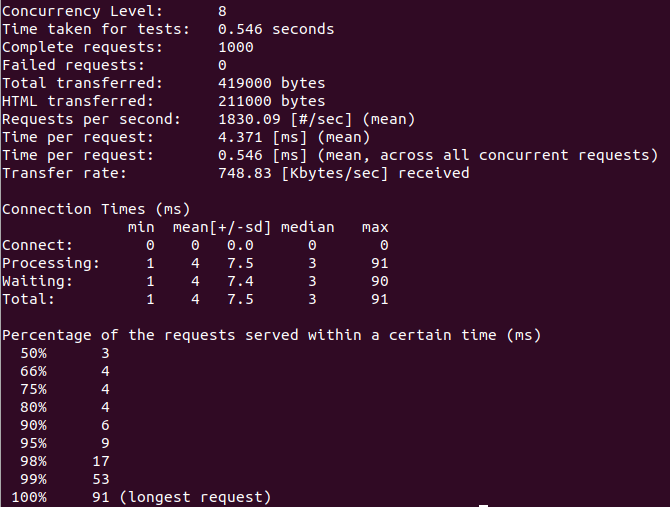 Concurrency Level:      8
Time taken for tests:   0.546 seconds
Complete requests:      1000
Failed requests:        0
Total transferred:      419000 bytes
HTML transferred:       211000 bytes
Requests per second:    1830.09 [#/sec] (mean)
Time per request:       4.371 [ms] (mean)
Time per request:       0.546 [ms] (mean, across all concurrent requests)
Transfer rate:          748.83 [Kbytes/sec] received

Connection Times (ms)
              min  mean[+/-sd] median   max
Connect:        0    0   0.0      0       0
Processing:     1    4   7.5      3      91
Waiting:        1    4   7.4      3      90
Total:          1    4   7.5      3      91

Percentage of the requests served within a certain time (ms)
  50%      3
  66%      4
  75%      4
  80%      4
  90%      6
  95%      9
  98%     17
  99%     53
 100%     91 (longest request)